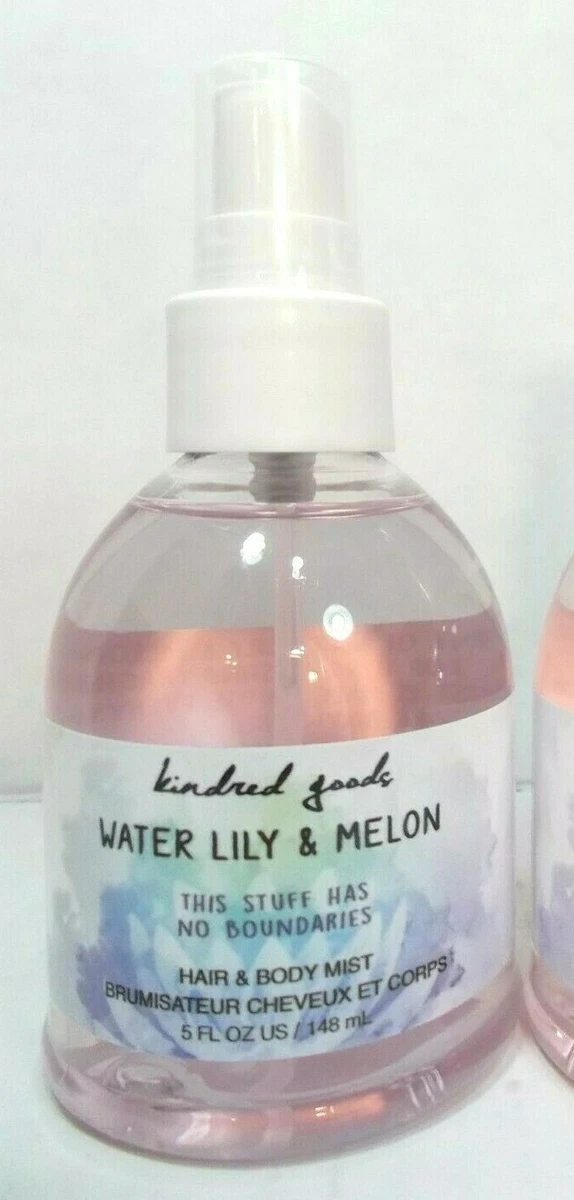 kindred goods
WATER LILY & MELON
THIS STUFF HAS
NO BOUNDARIES
HAIR & BODY MIST
BRUMISATEUR CHEVEUX ET CORPS
5 FL OZ US / 148 mL